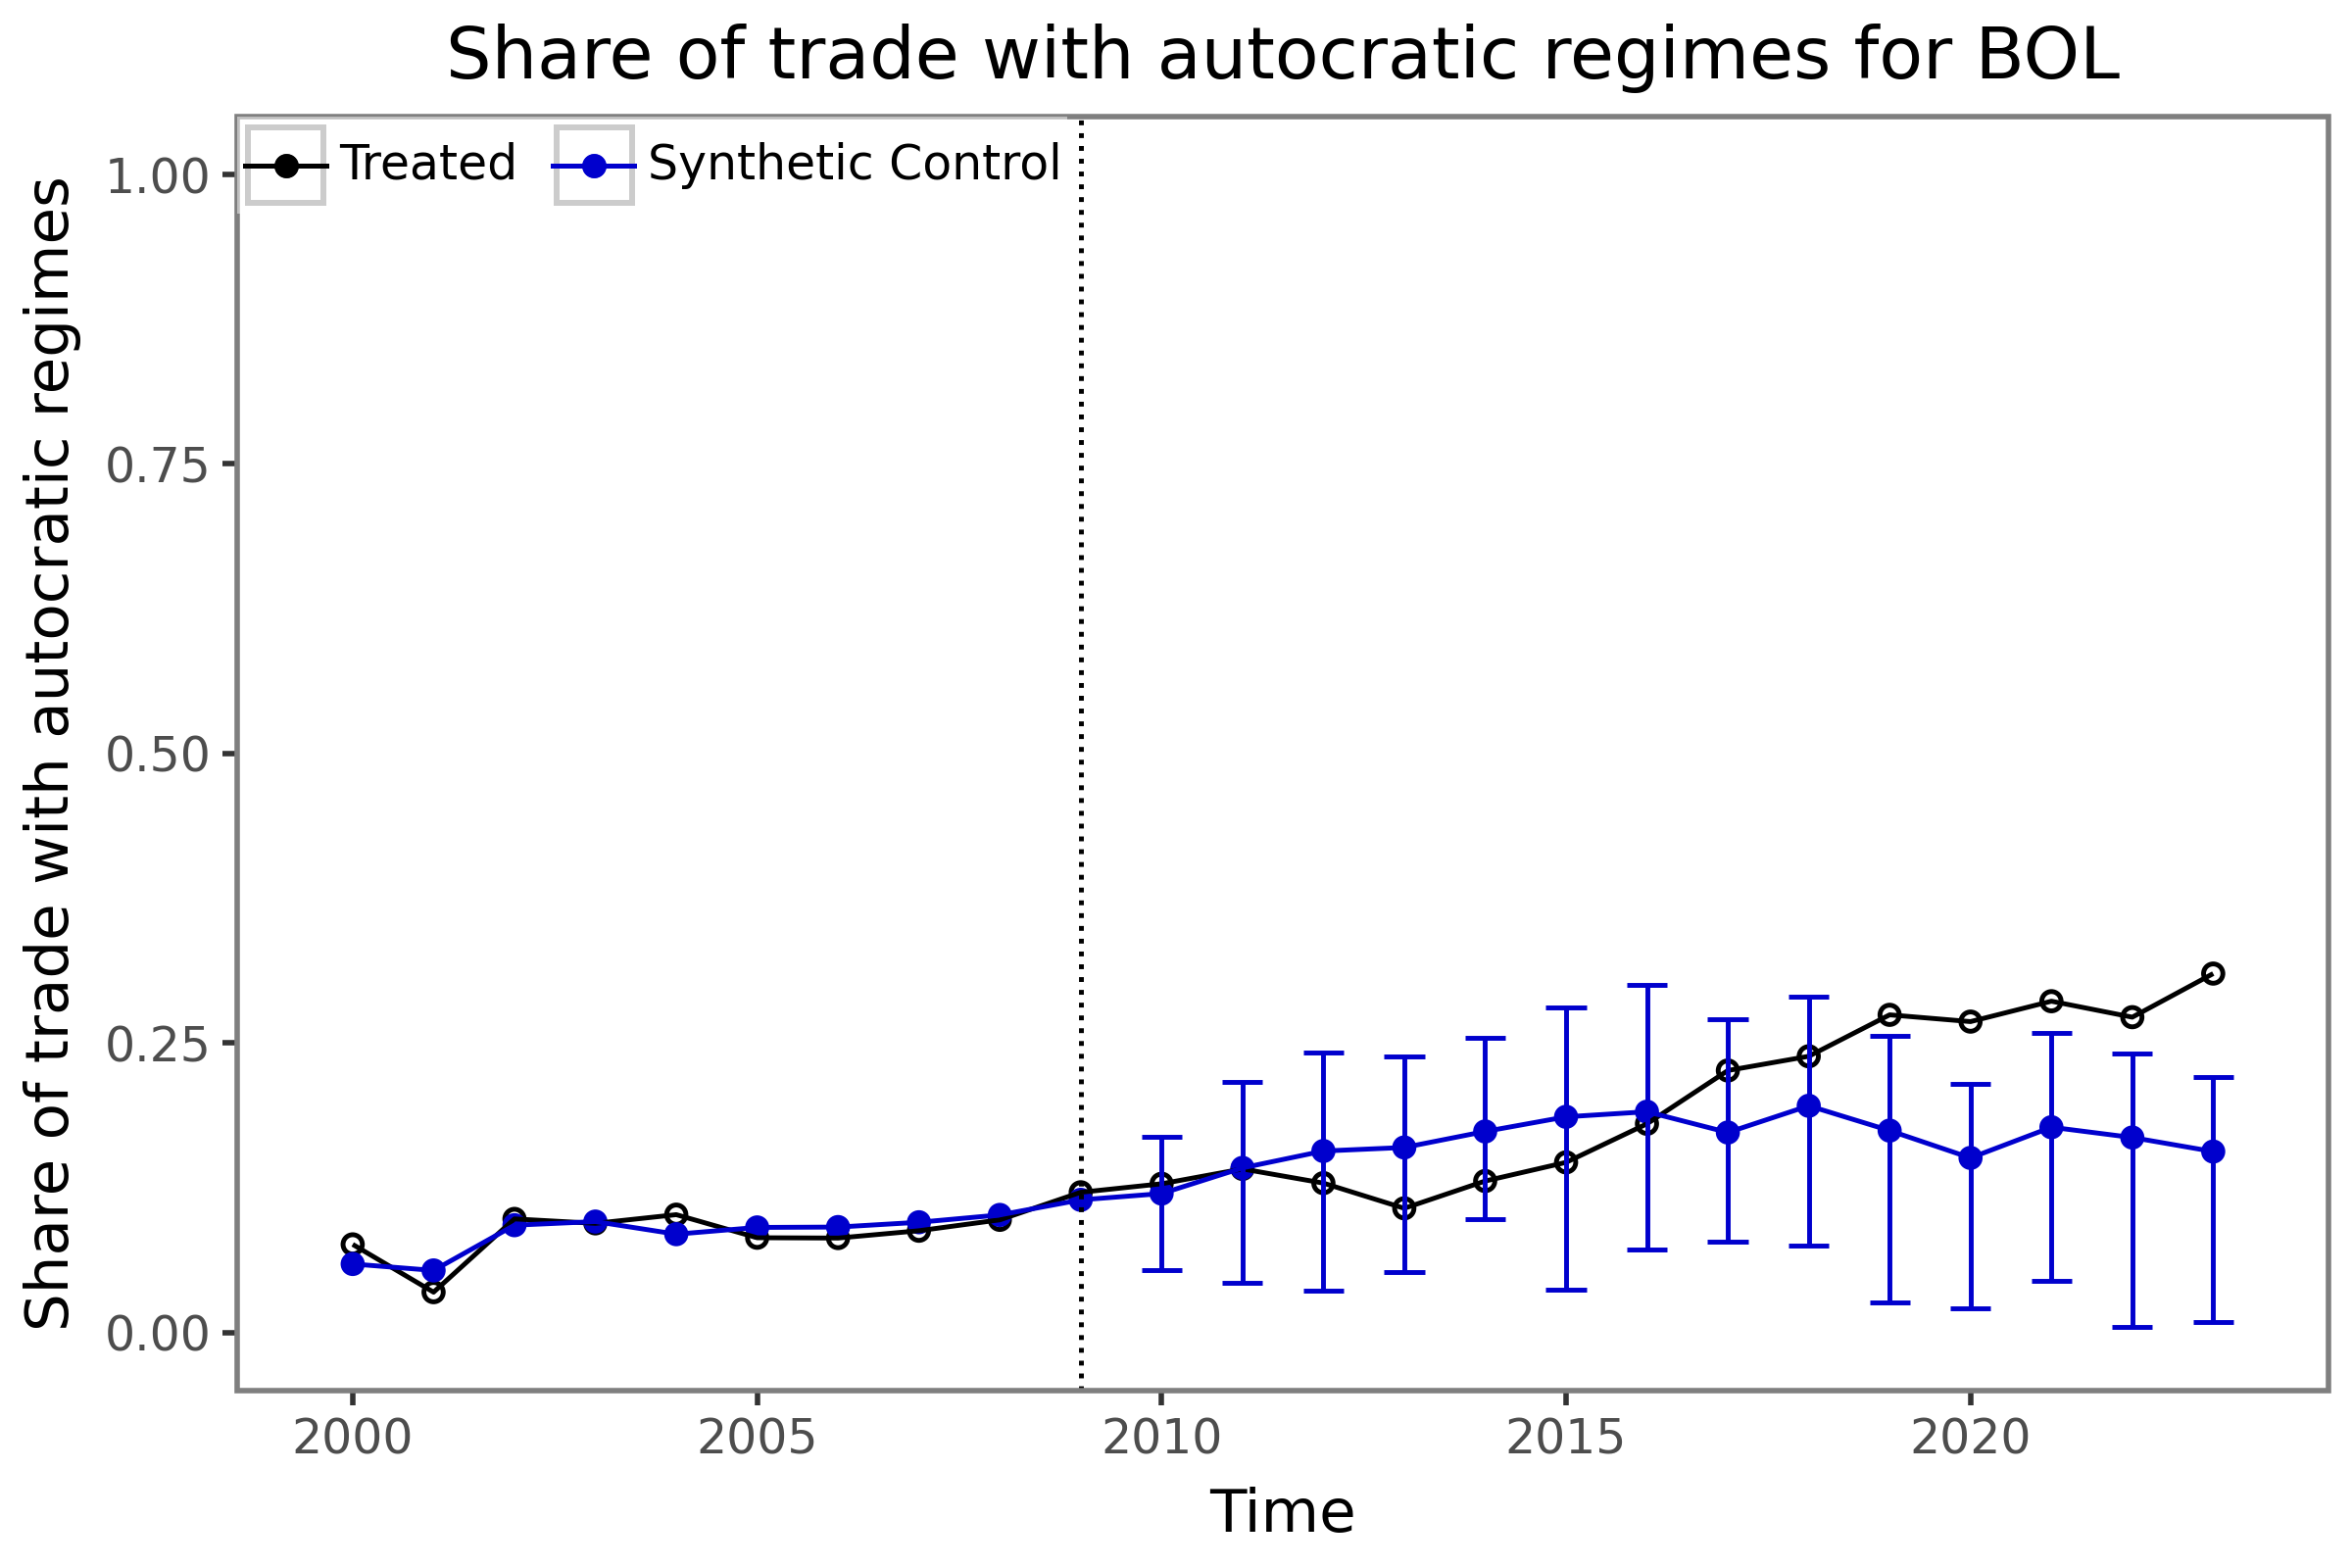 Share of trade with autocratic regimes for BOL
Treated
Synthetic Control
Share of trade with autocratic regimes
1.00
0.75
0.50
0.25
0.00
2000
2005
2010
2015
2020
Time